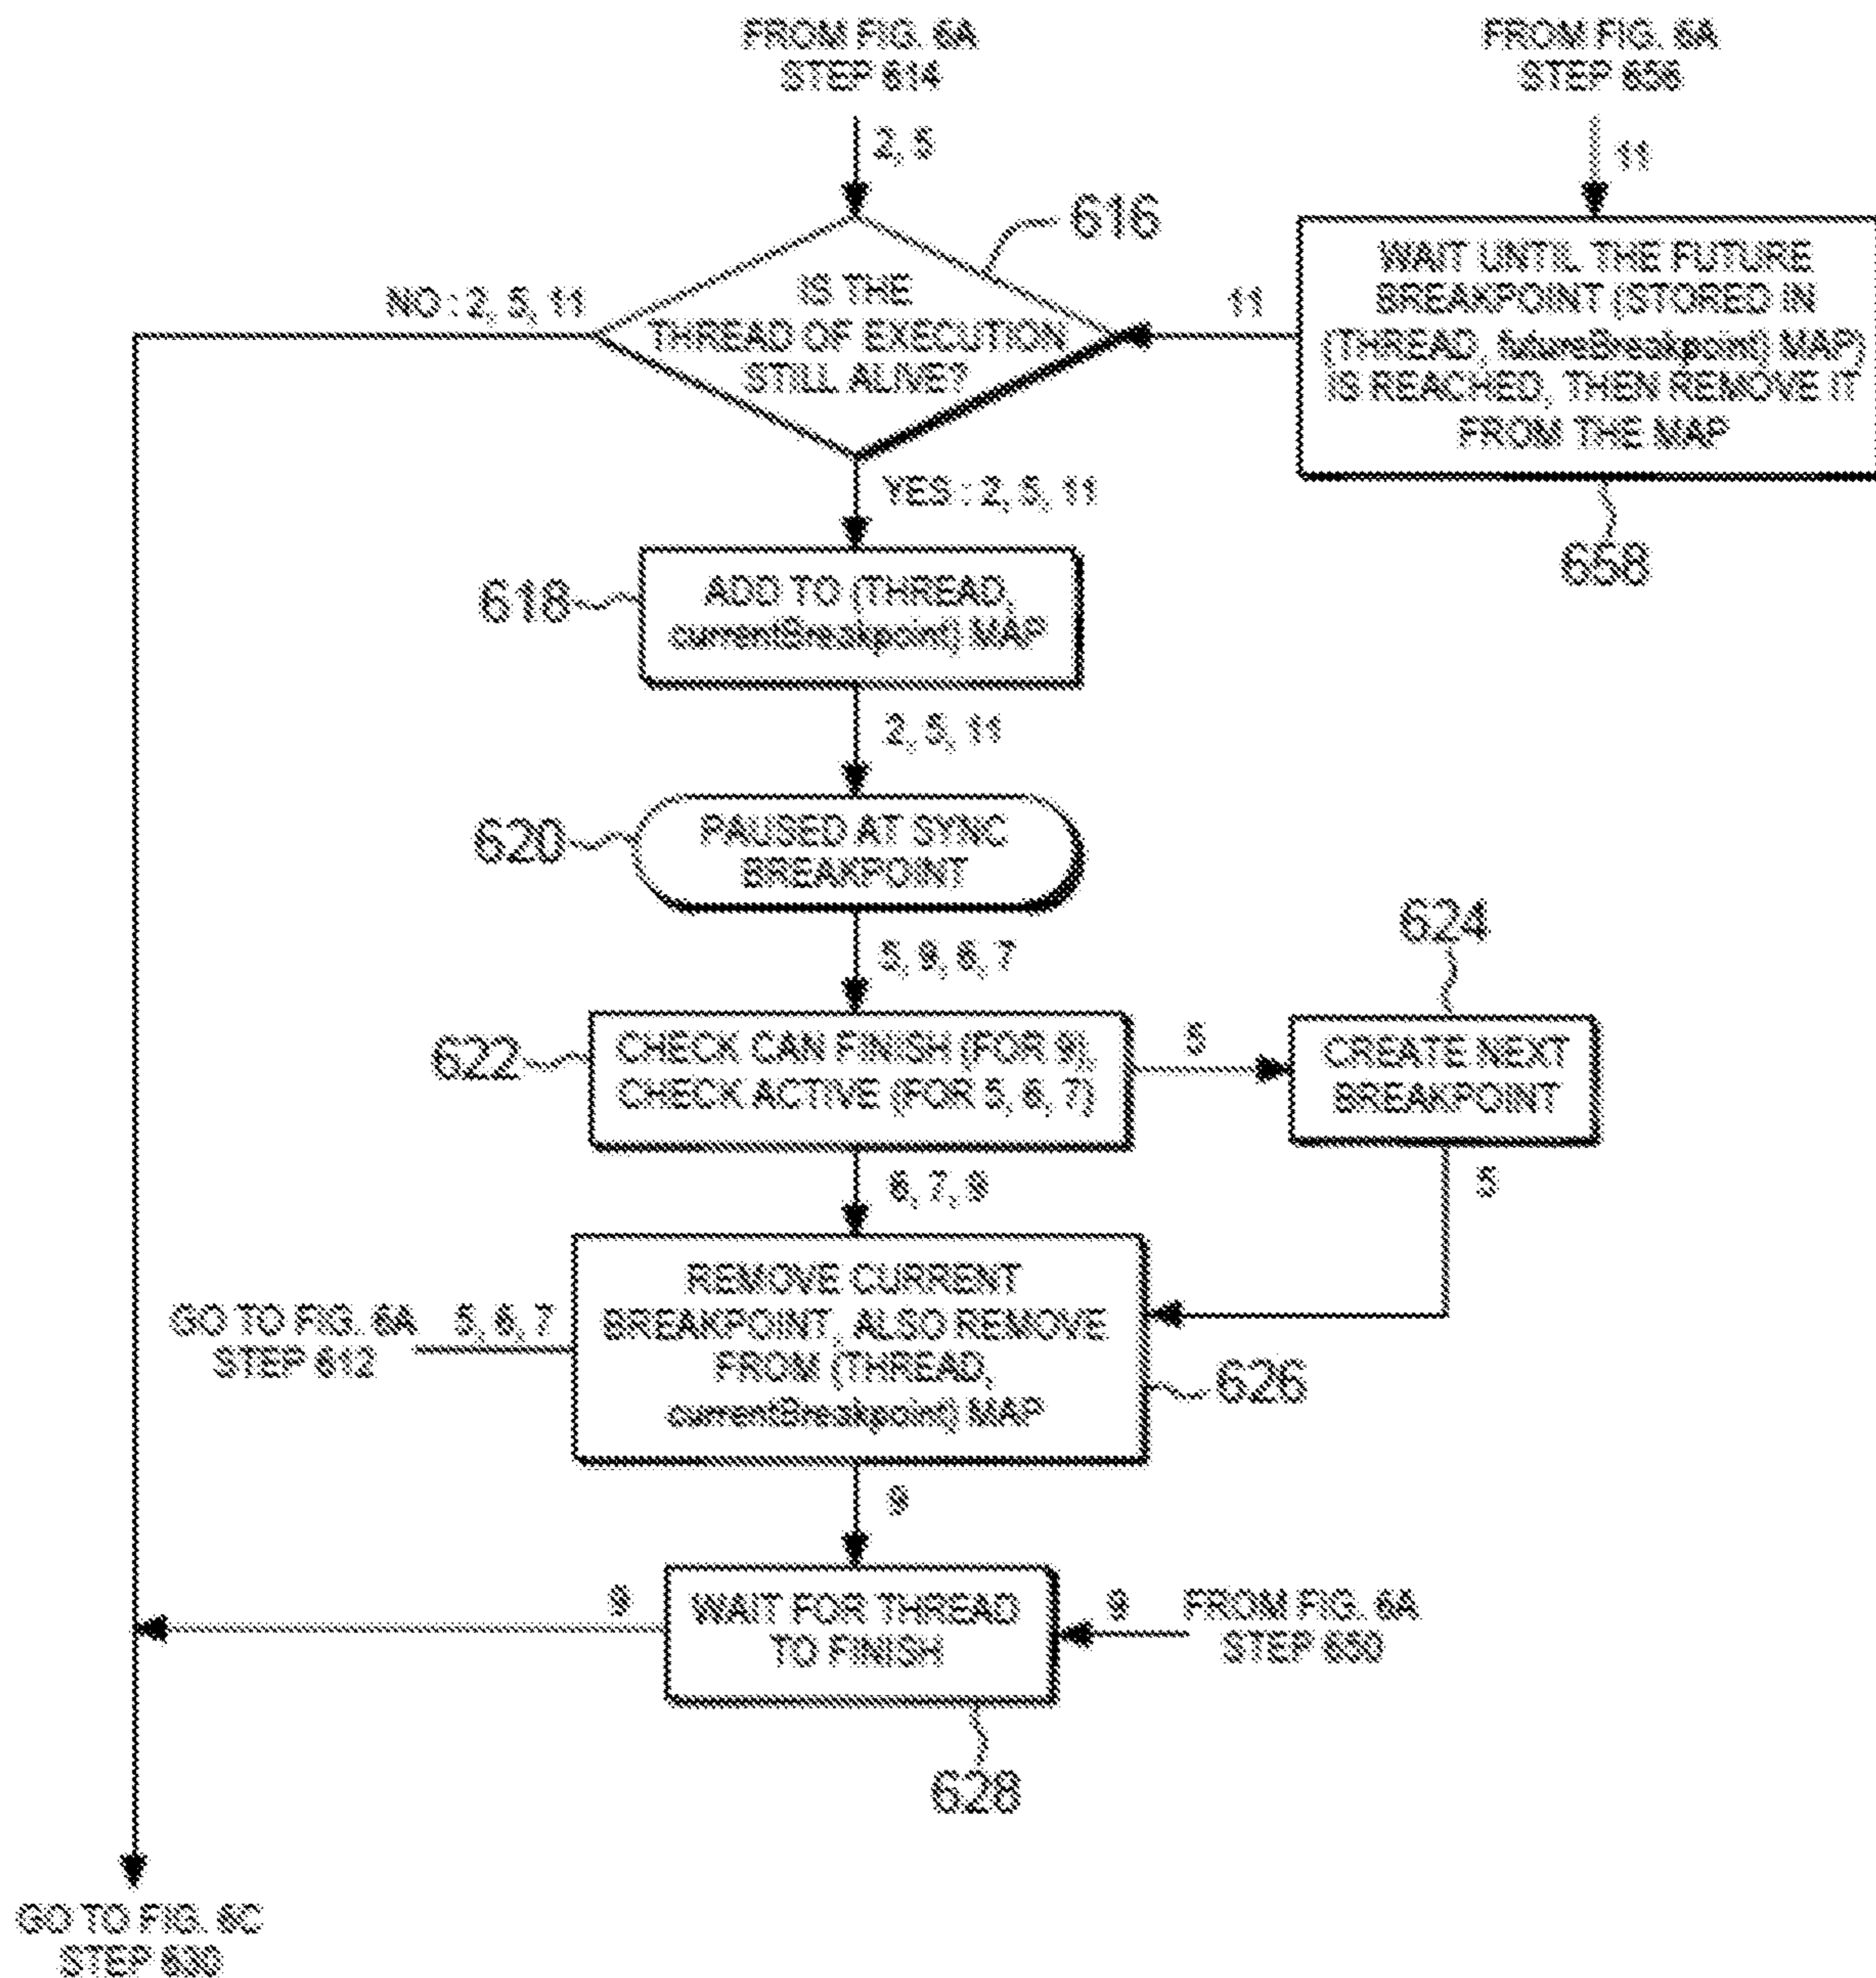 FROM FIG. 6A
STEP 614
2, 5
FROM FIG. 6A
STEP 656
11
616
IS THE
THREAD OF EXECUTION
STILL ALIVE?
NO : 2, 5, 11
11
WAIT UNTIL THE FUTURE
BREAKPOINT (STORED IN
(THREAD, futureBreakpoint) MAP)
IS REACHED, THEN REMOVE IT
FROM THE MAP
658
YES : 2, 5, 11
618
ADD TO (THREAD,
currentBreakpoint) MAP
2, 5, 11
620
PAUSED AT SYNC
BREAKPOINT
5, 9, 6, 7
622
CHECK CAN FINISH (FOR 9),
CHECK ACTIVE (FOR 5, 6, 7)
5
624
CREATE NEXT
BREAKPOINT
5
6, 7, 9
REMOVE CURRENT
BREAKPOINT, ALSO REMOVE
FROM (THREAD,
currentBreakpoint) MAP
626
GO TO FIG. 6A
STEP 612
5, 6, 7
9
WAIT FOR THREAD
TO FINISH
628
9
9
FROM FIG. 6A
STEP 650
GO TO FIG. 6C
STEP 630